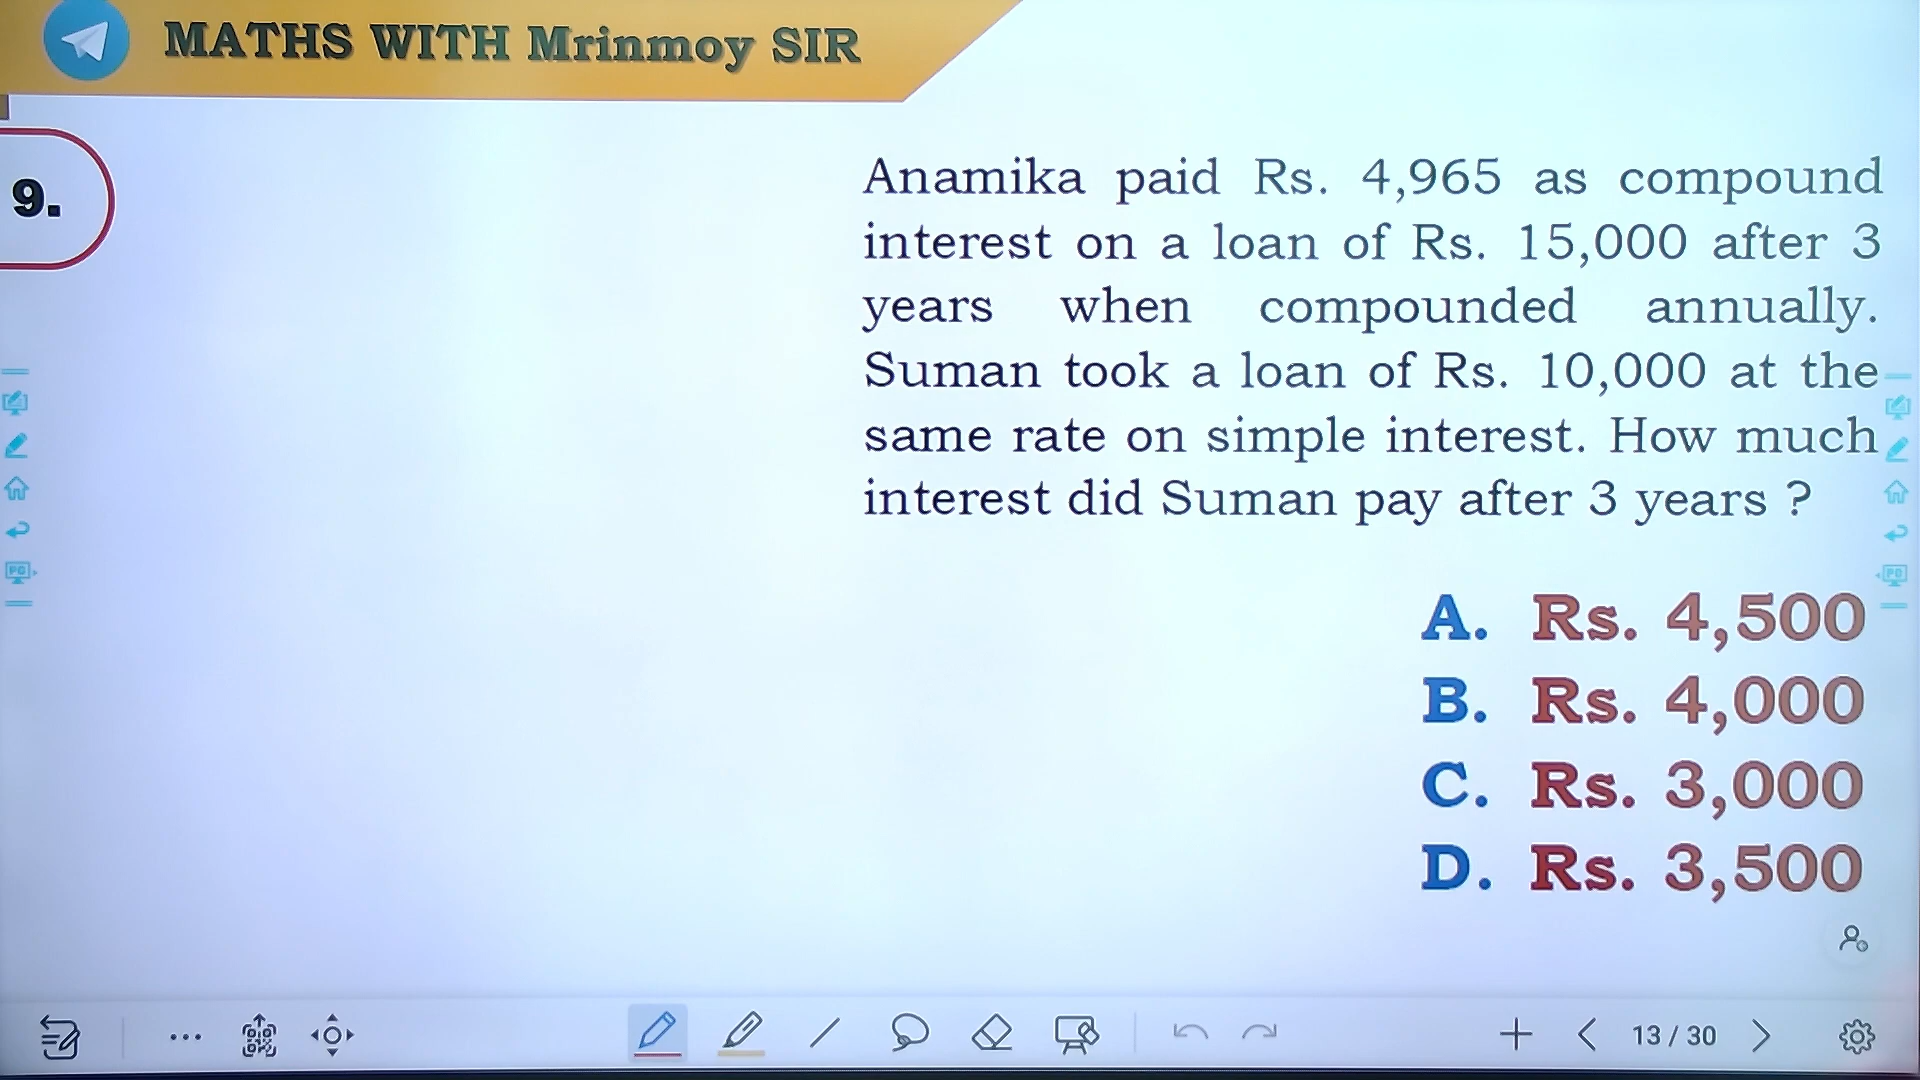 MATHS WITH Mrinmoy SIR
9.
Anamika paid Rs. 4,965 as compound
interest on a loan of Rs. 15,000 after 3
years when compounded annually.
Suman took a loan of Rs. 10,000 at the
same rate on simple interest. How much
interest did Suman pay after 3 years ?
A. Rs. 4,500
B. Rs. 4,000
C. Rs. 3,000
D. Rs. 3,500
13 / 30